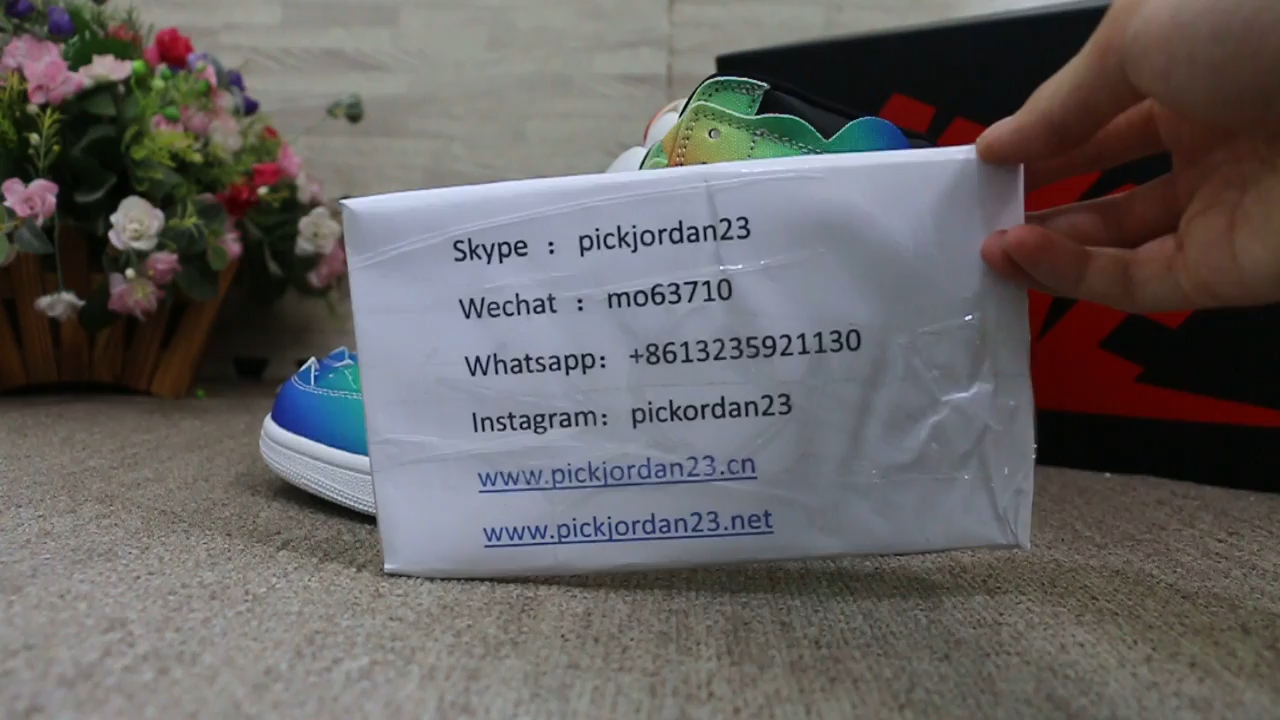 Skype ： pickjordan23
Wechat ： mo63710
Whatsapp： +8613235921130
Instagram： pickordan23
www.pickjordan23.cn
www.pickjordan23.net